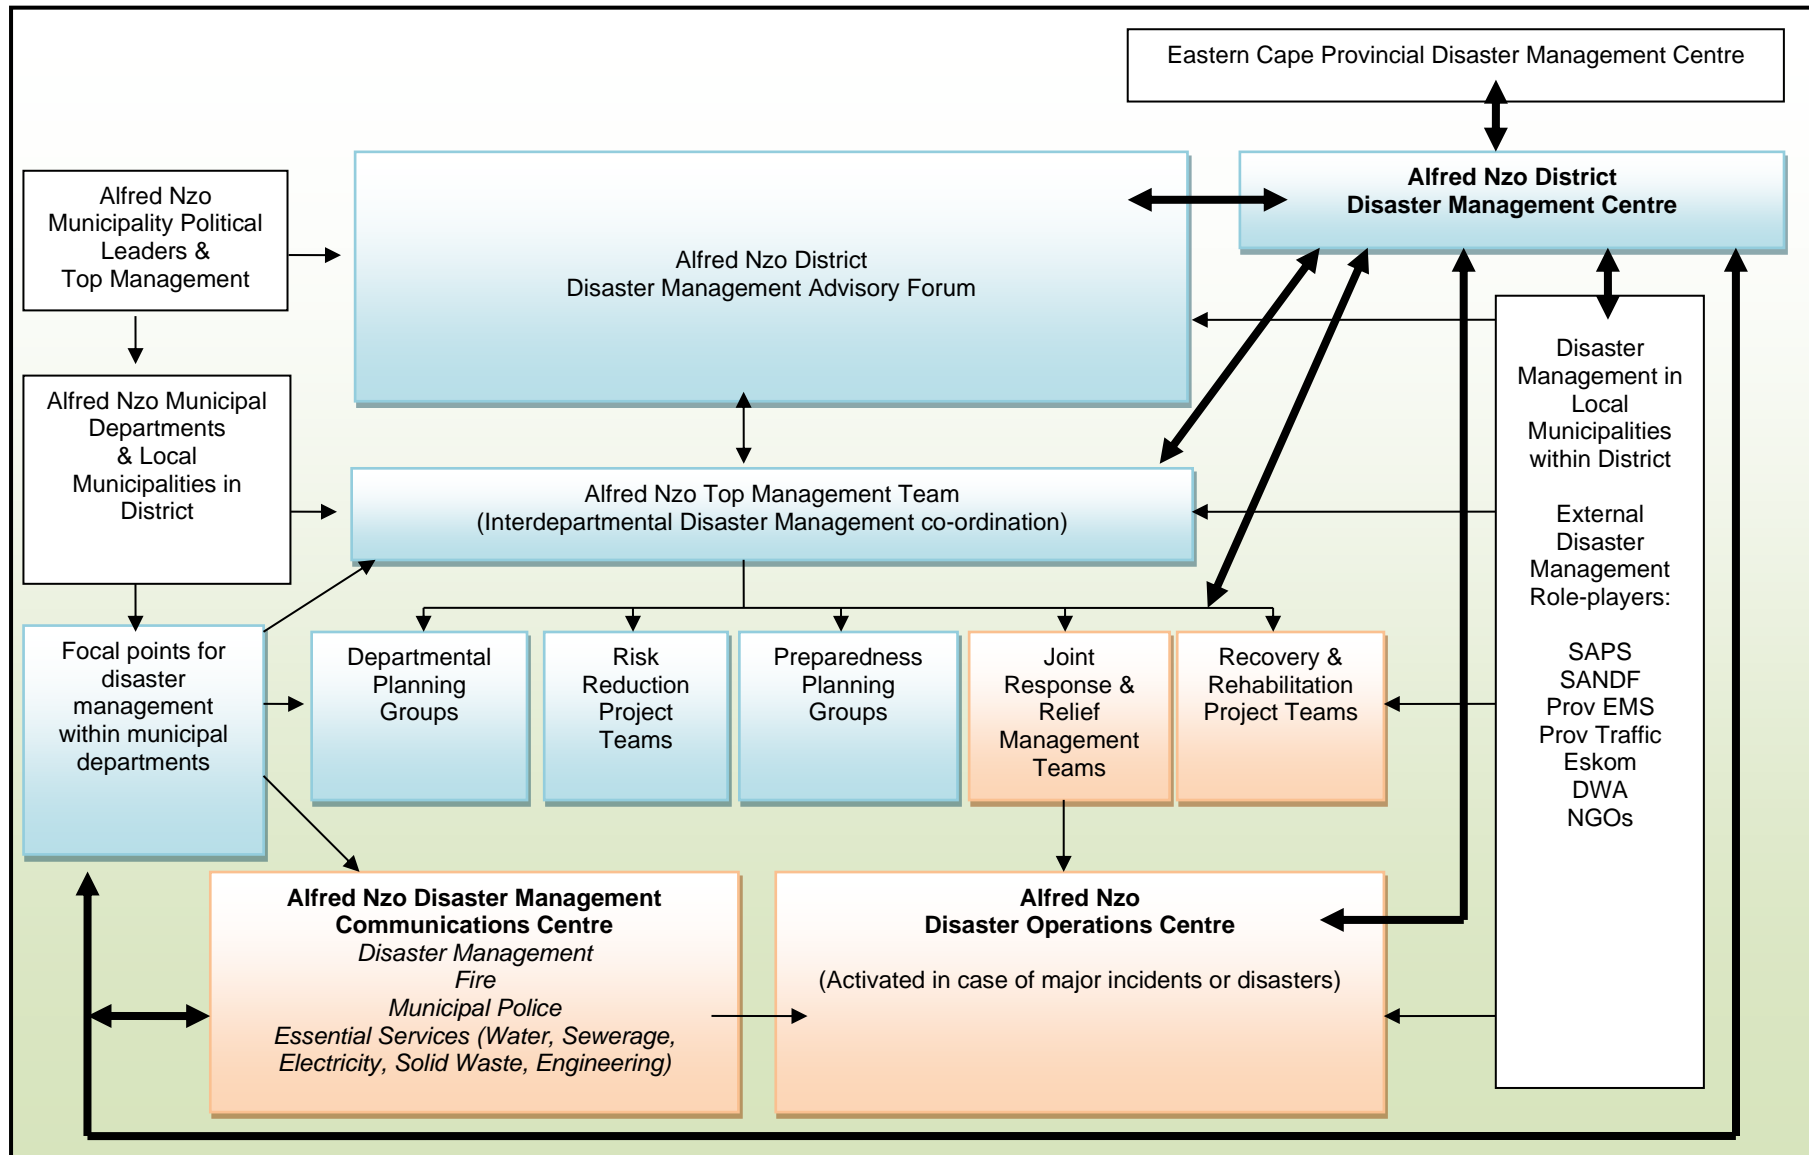 Eastern Cape Provincial Disaster Management Centre
Alfred Nzo District
Disaster Management Centre
Alfred Nzo
Municipality Political
Leaders &
Top Management
Alfred Nzo District
Disaster Management Advisory Forum
Alfred Nzo Municipal
Departments
& Local
Municipalities in
District
Alfred Nzo Top Management Team
(Interdepartmental Disaster Management co-ordination)
Disaster
Management in
Local
Municipalities
within District
External
Disaster
Management
Role-players:
SAPS
SANDF
Prov EMS
Prov Traffic
Eskom
DWA
NGOs
Focal points for
disaster
management
within municipal
departments
Departmental
Planning
Groups
Risk
Reduction
Project
Teams
Preparedness
Planning
Groups
Joint
Response &
Relief
Management
Teams
Recovery &
Rehabilitation
Project Teams
Alfred Nzo Disaster Management
Communications Centre
Disaster Management
Fire
Municipal Police
Essential Services (Water, Sewerage,
Electricity, Solid Waste, Engineering)
Alfred Nzo
Disaster Operations Centre
(Activated in case of major incidents or disasters)